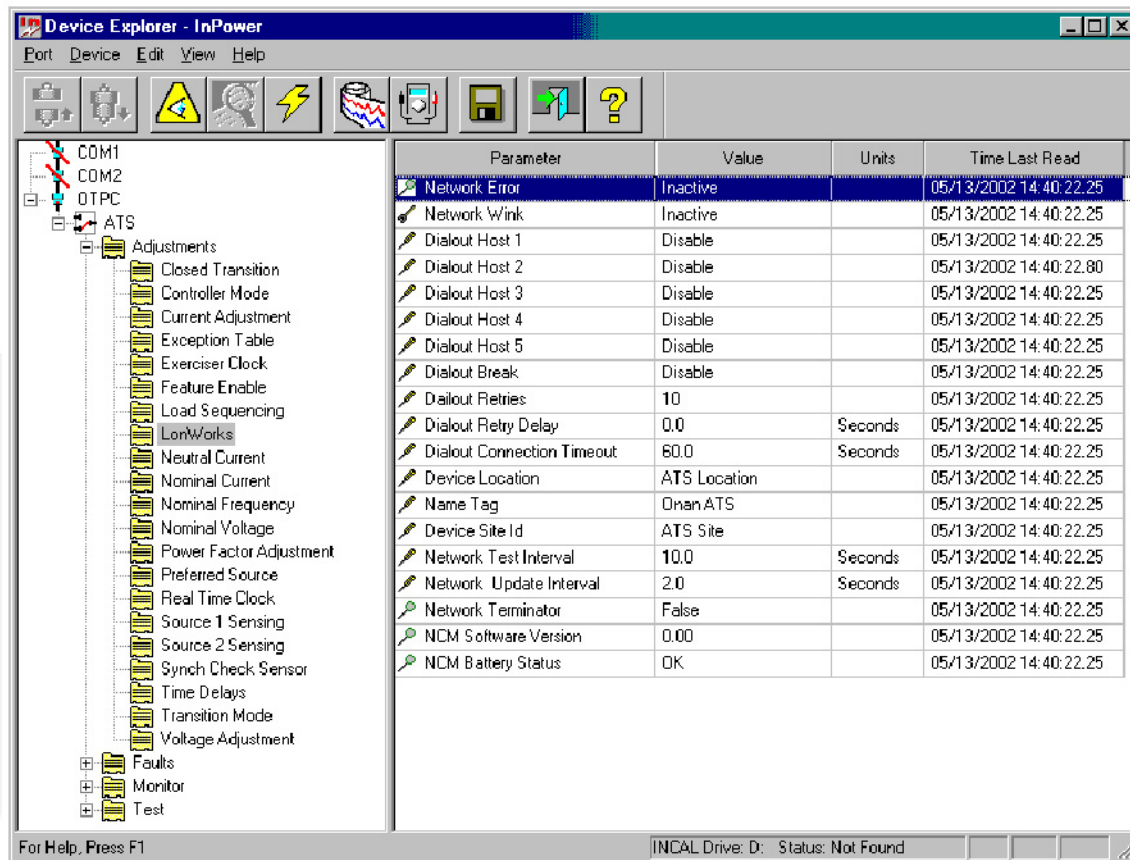 Device Explorer - InPower
Port Device Edit View Help
COM1
COM2
OTPC
ATS
Adjustments
Closed Transition
Controller Mode
Current Adjustment
Exception Table
Exerciser Clock
Feature Enable
Load Sequencing
LonWorks
Neutral Current
Nominal Current
Nominal Frequency
Nominal Voltage
Power Factor Adjustment
Preferred Source
Real Time Clock
Source 1 Sensing
Source 2 Sensing
Synch Check Sensor
Time Delays
Transition Mode
Voltage Adjustment
Faults
Monitor
Test
Parameter Value Units Time Last Read
Network Error Inactive 05/13/2002 14:40:22.25
Network Wink Inactive 05/13/2002 14:40:22.25
Dialout Host 1 Disable 05/13/2002 14:40:22.25
Dialout Host 2 Disable 05/13/2002 14:40:22.80
Dialout Host 3 Disable 05/13/2002 14:40:22.25
Dialout Host 4 Disable 05/13/2002 14:40:22.25
Dialout Host 5 Disable 05/13/2002 14:40:22.25
Dialout Break Disable 05/13/2002 14:40:22.25
Dailout Retries 10 05/13/2002 14:40:22.25
Dialout Retry Delay 0.0 Seconds 05/13/2002 14:40:22.25
Dialout Connection Timeout 60.0 Seconds 05/13/2002 14:40:22.25
Device Location ATS Location 05/13/2002 14:40:22.25
Name Tag Onan ATS 05/13/2002 14:40:22.25
Device Site Id ATS Site 05/13/2002 14:40:22.25
Network Test Interval 10.0 Seconds 05/13/2002 14:40:22.25
Network Update Interval 2.0 Seconds 05/13/2002 14:40:22.25
Network Terminator False 05/13/2002 14:40:22.25
NCM Software Version 0.00 05/13/2002 14:40:22.25
NCM Battery Status OK 05/13/2002 14:40:22.25
For Help, Press F1 INCAL Drive: D: Status: Not Found